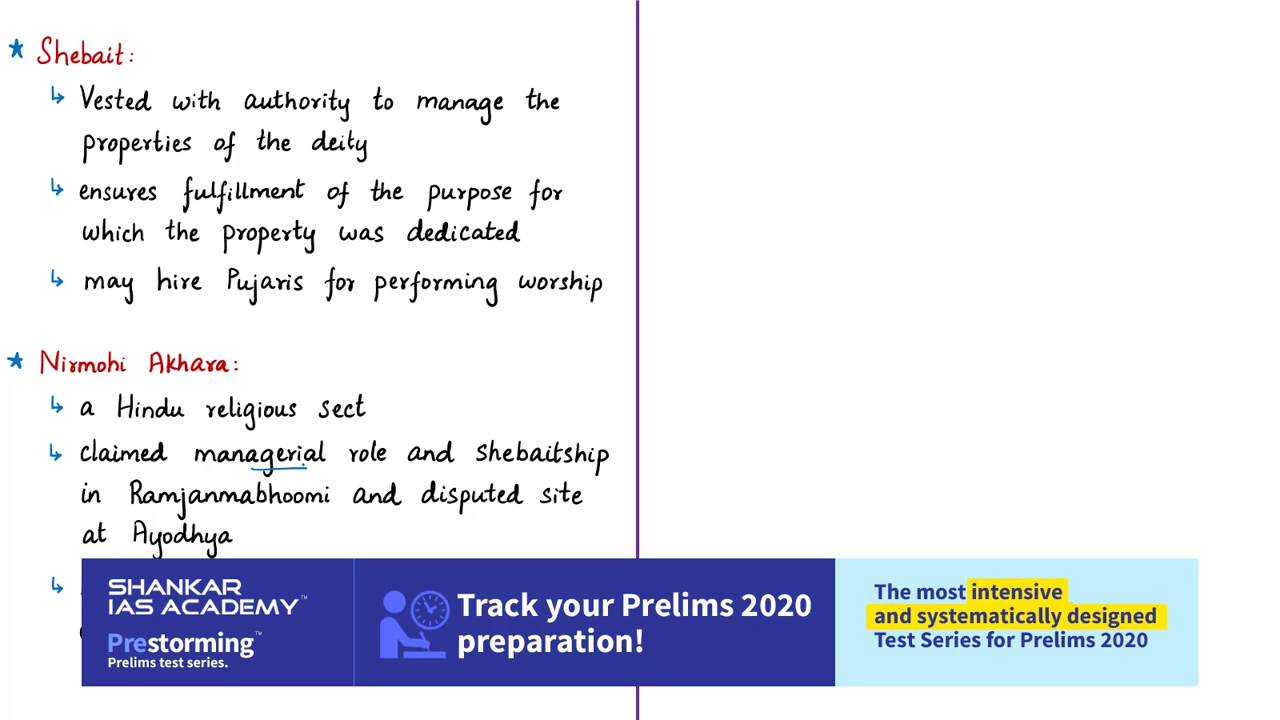 Shebait:
Vested with authority to manage the
properties of the deity
ensures fulfillment of the purpose for
which the property was dedicated
may hire Pujaris for performing worship
Nirmohi Akhara:
a Hindu religious sect
claimed managerial role and shebaitship
in Ramjanmabhoomi and disputed site
at Ayodhya
SHANKAR
IAS ACADEMY™
Prestorming™
Prelims test series.
Track your Prelims 2020
preparation!
The most intensive
and systematically designed
Test Series for Prelims 2020